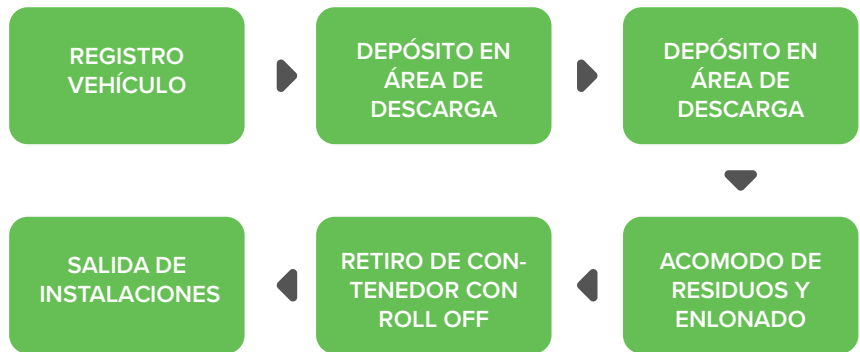 REGISTRO
VEHÍCULO
DEPÓSITO EN
ÁREA DE
DESCARGA
DEPÓSITO EN
ÁREA DE
DESCARGA
ACOMODO DE
RESIDUOS Y
ENLONADO
RETIRO DE CON-
TENEDOR CON
ROLL OFF
SALIDA DE
INSTALACIONES